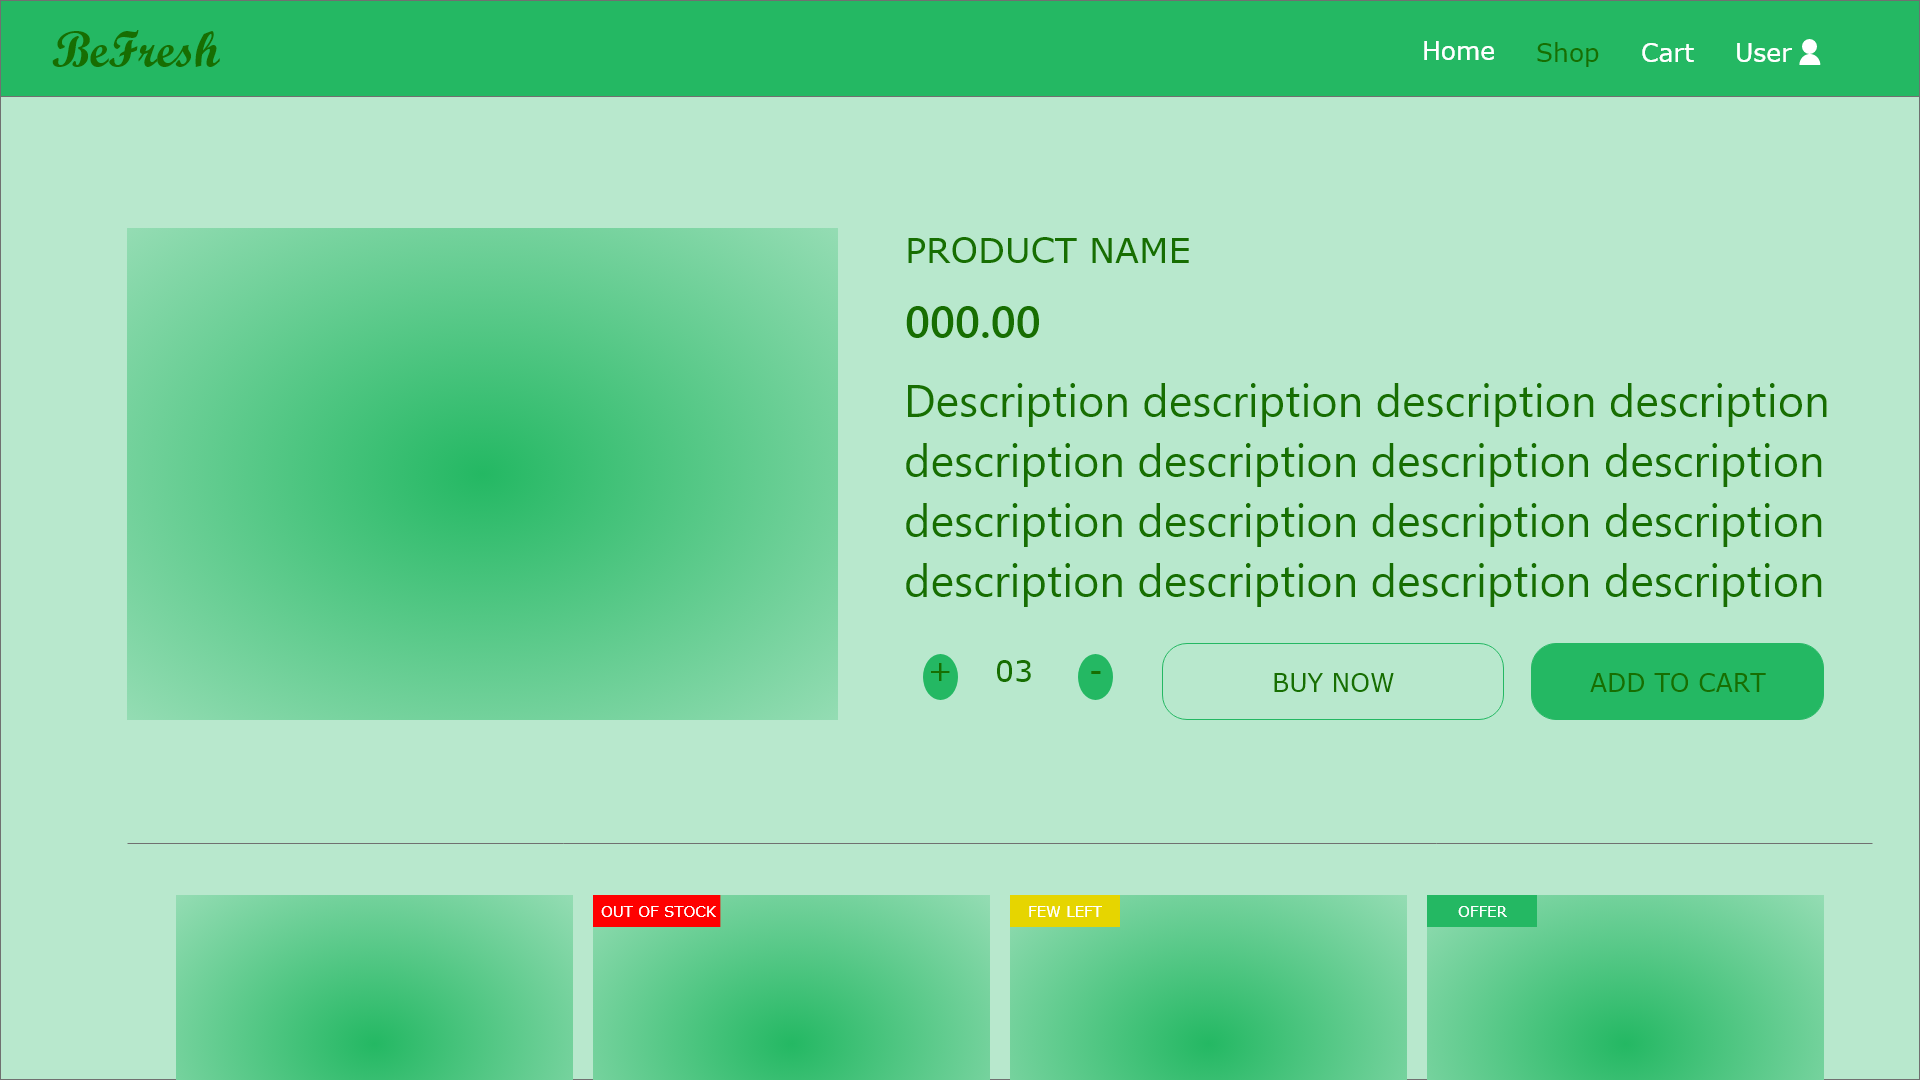 BeFresh
Home Shop Cart User
PRODUCT NAME
000.00
Description description description description
description description description description
description description description description
description description description description
+ 03 - BUY NOW ADD TO CART
OUT OF STOCK FEW LEFT OFFER